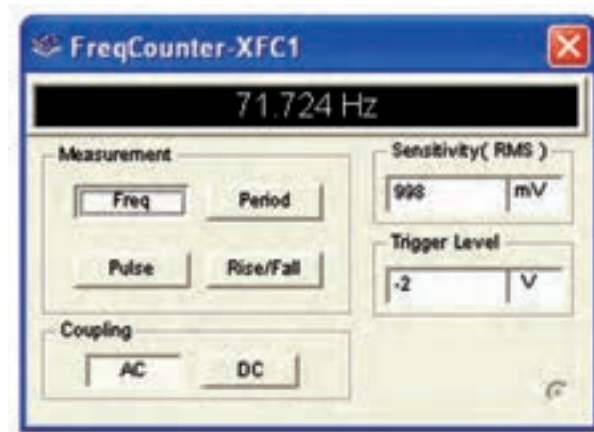 FreqCounter-XFC1
71.724 Hz
Measurement
Freq
Period
Pulse
Rise/Fall
Coupling
AC
DC
Sensitivity( RMS )
998
mV
Trigger Level
-2
V